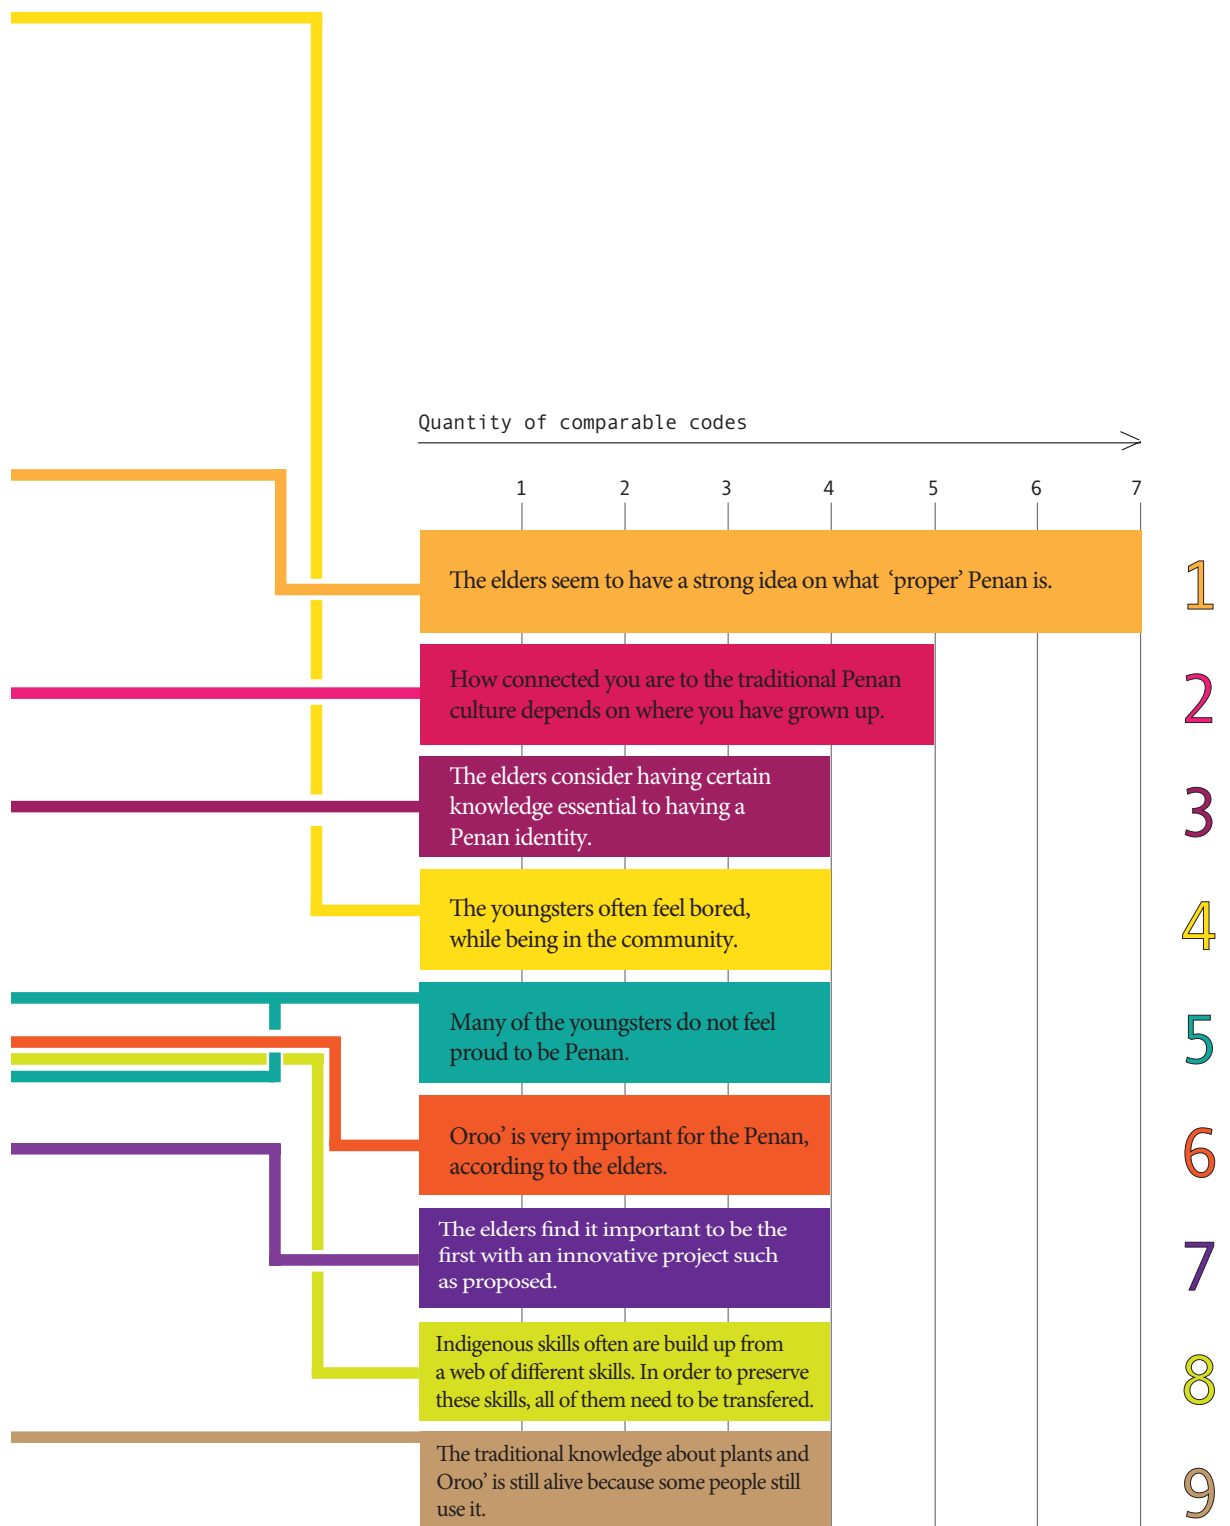 Quantity of comparable codes
1 2 3 4 5 6 7
The elders seem to have a strong idea on what ‘proper’ Penan is.
1
How connected you are to the traditional Penan
culture depends on where you have grown up.
2
The elders consider having certain
knowledge essential to having a
Penan identity.
3
The youngsters often feel bored,
while being in the community.
4
Many of the youngsters do not feel
proud to be Penan.
5
Oroo’ is very important for the Penan,
according to the elders.
6
The elders find it important to be the
first with an innovative project such
as proposed.
7
Indigenous skills often are build up from
a web of different skills. In order to preserve
these skills, all of them need to be transfered.
8
The traditional knowledge about plants and
Oroo’ is still alive because some people still
use it.
9